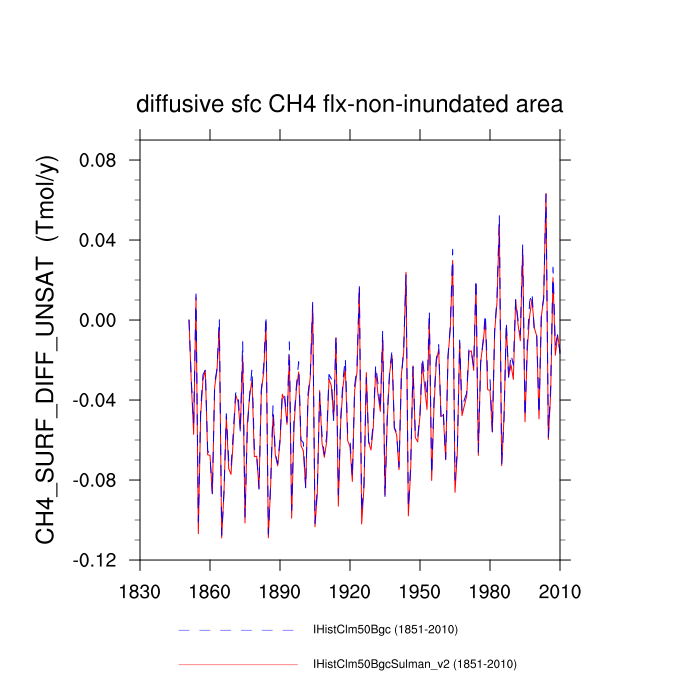 diffusive sfc CH4 flx-non-inundated area
CH4_SURF_DIFF_UNSAT (Tmol/y)
0.08
0.04
0.00
-0.04
-0.08
-0.12
1830 1860 1890 1920 1950 1980 2010
IHistClm50Bgc (1851-2010)
IHistClm50BgcSulman_v2 (1851-2010)